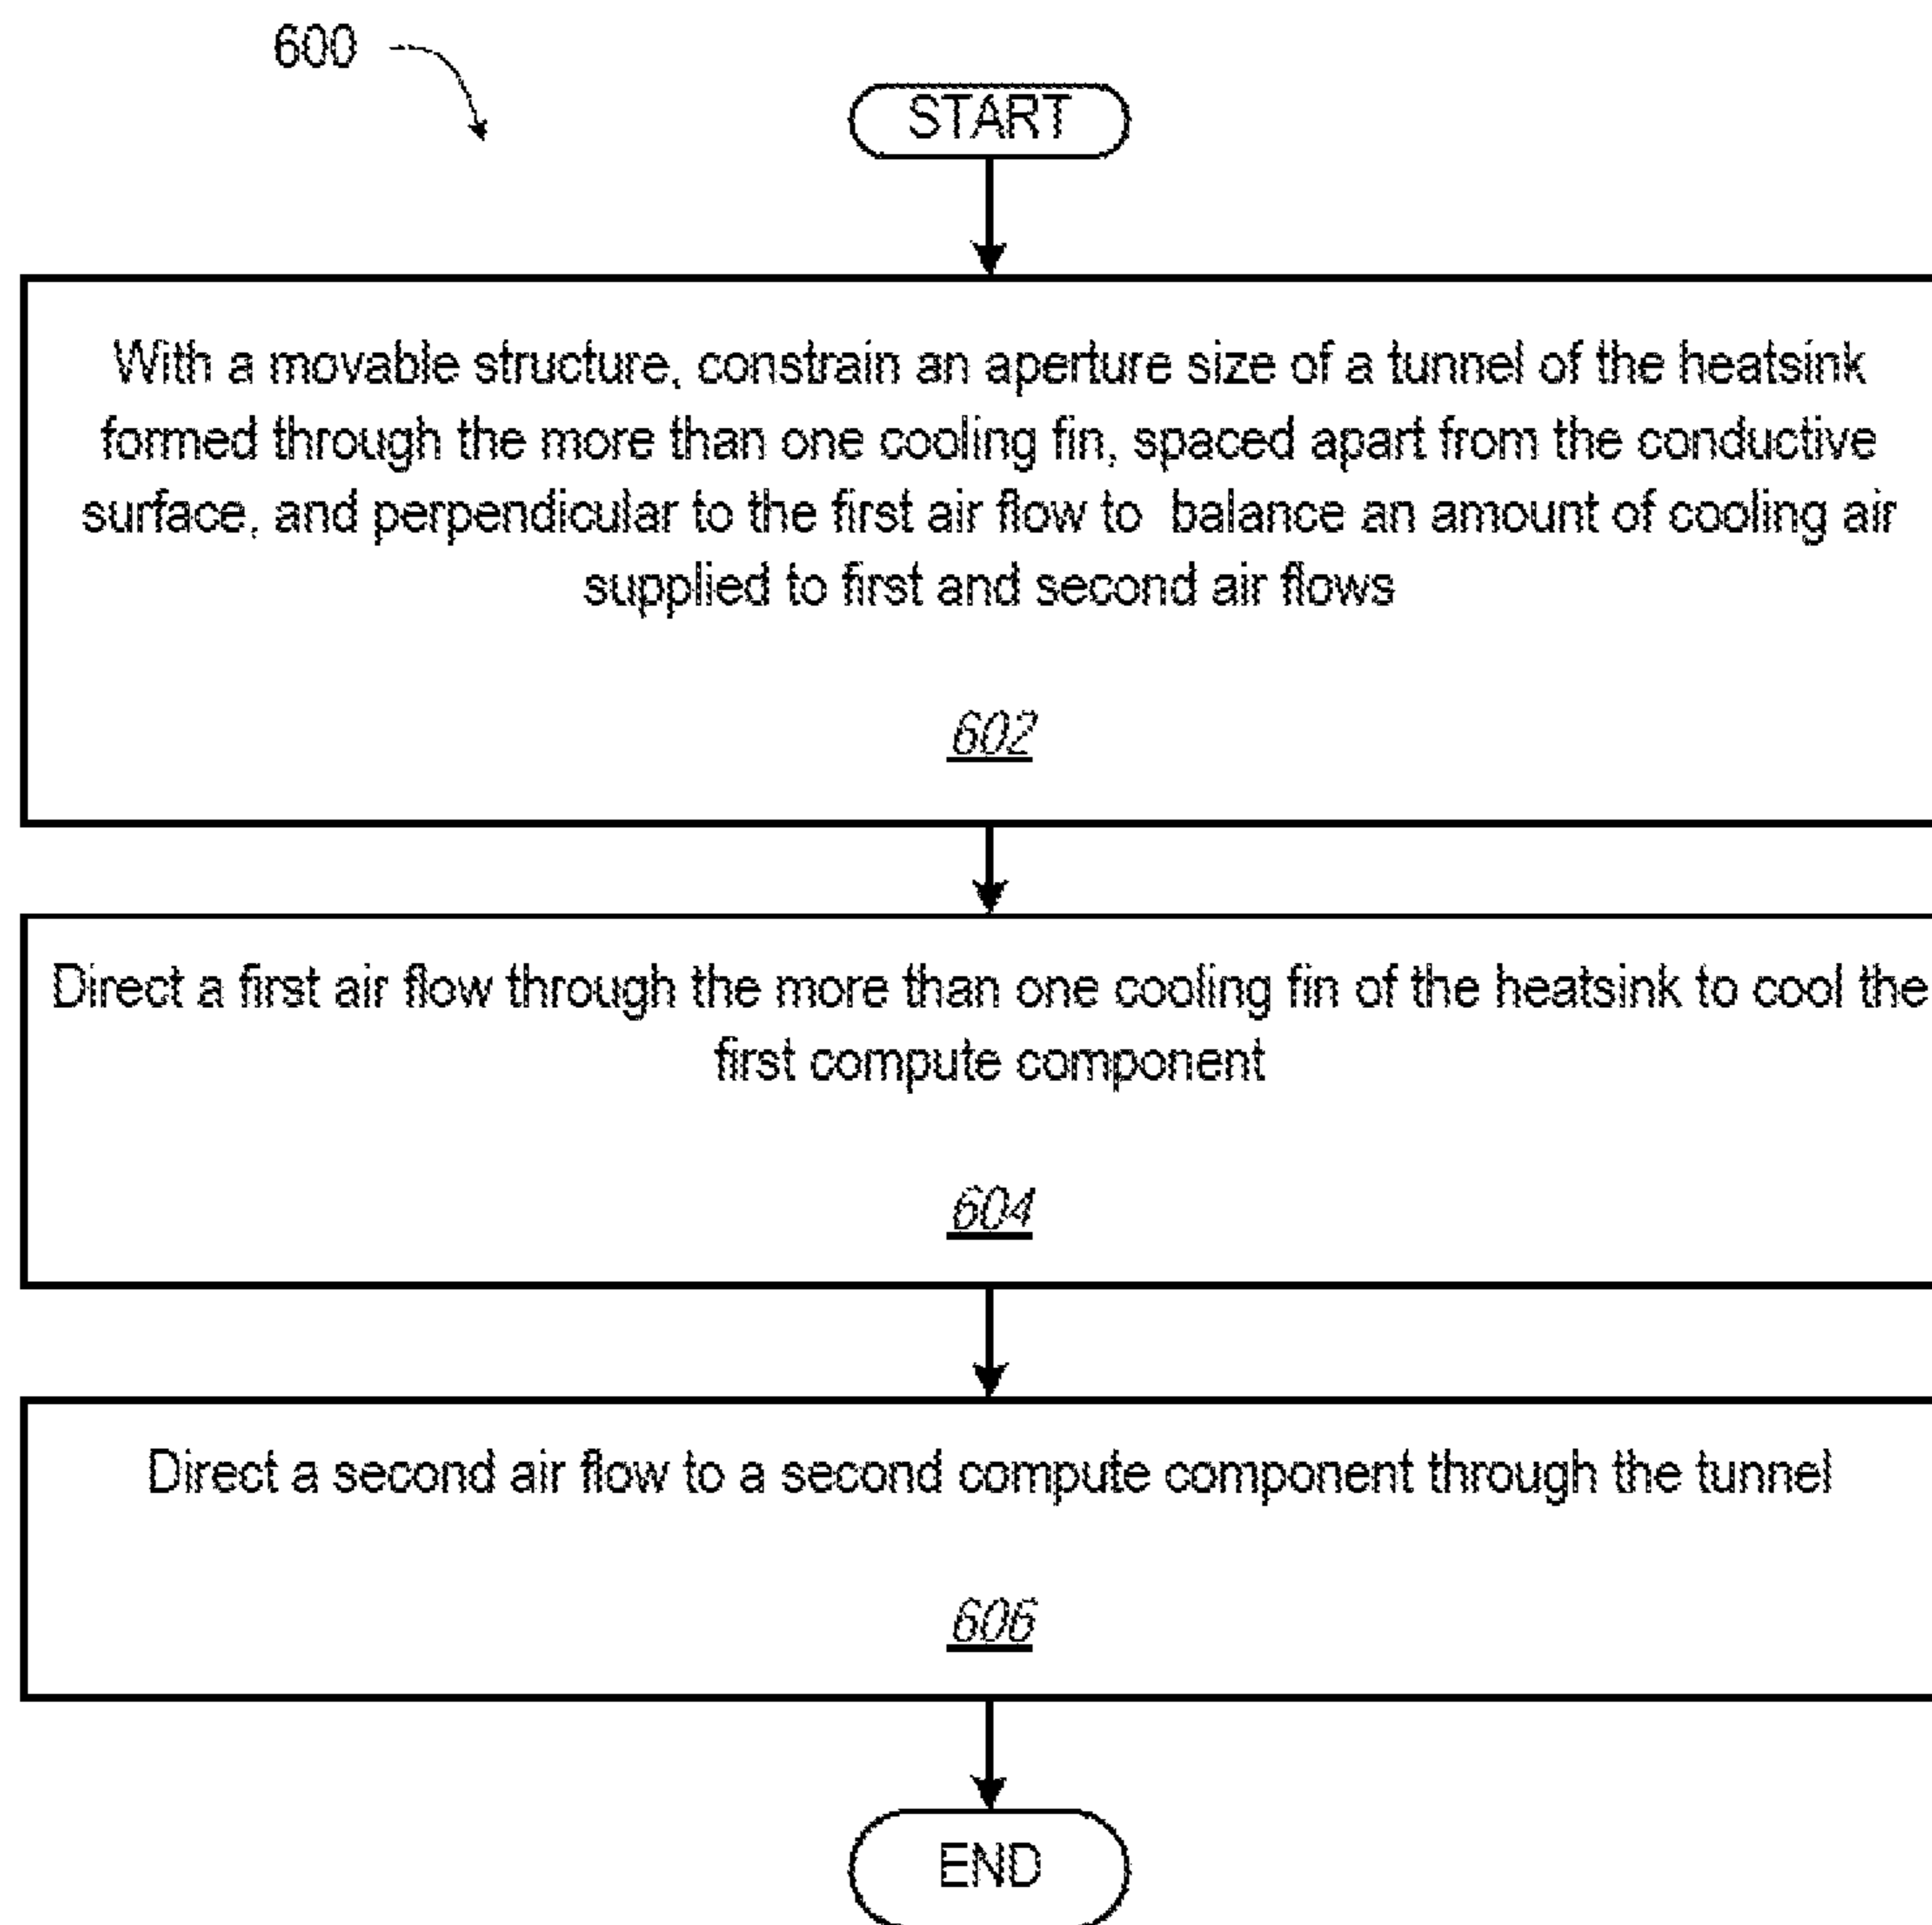 600
START
With a movable structure, constrain an aperture size of a tunnel of the heatsink
formed through the more than one cooling fin, spaced apart from the conductive
surface, and perpendicular to the first air flow to balance an amount of cooling air
supplied to first and second air flows
602
Direct a first air flow through the more than one cooling fin of the heatsink to cool the
first compute component
604
Direct a second air flow to a second compute component through the tunnel
606
END